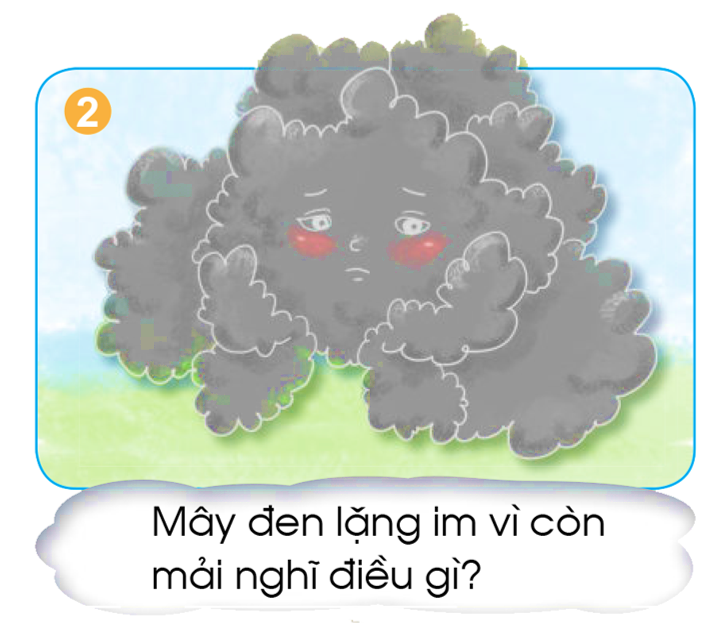 2
Mây đen lặng im vì còn
mải nghĩ điều gì?